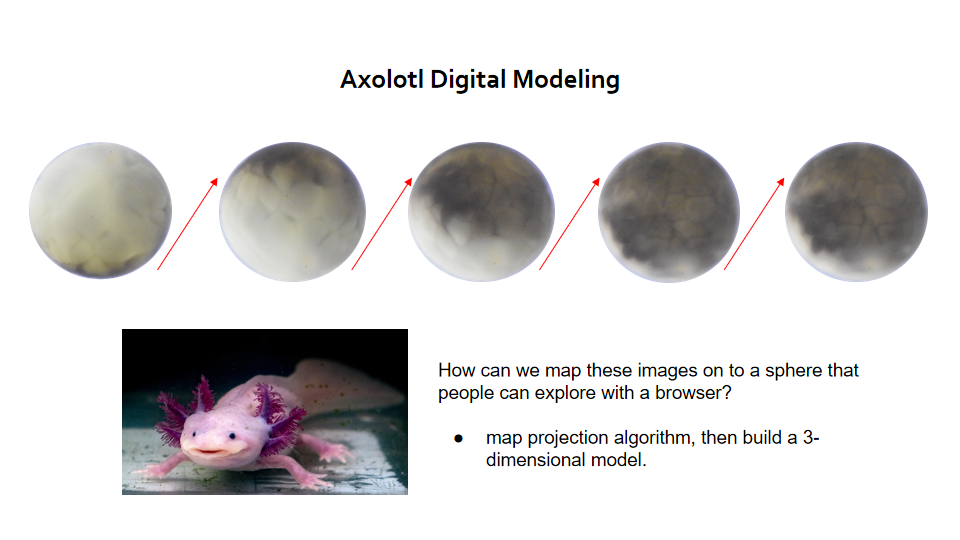 Axolotl Digital Modeling
How can we map these images on to a sphere that
people can explore with a browser?
● map projection algorithm, then build a 3-
dimensional model.